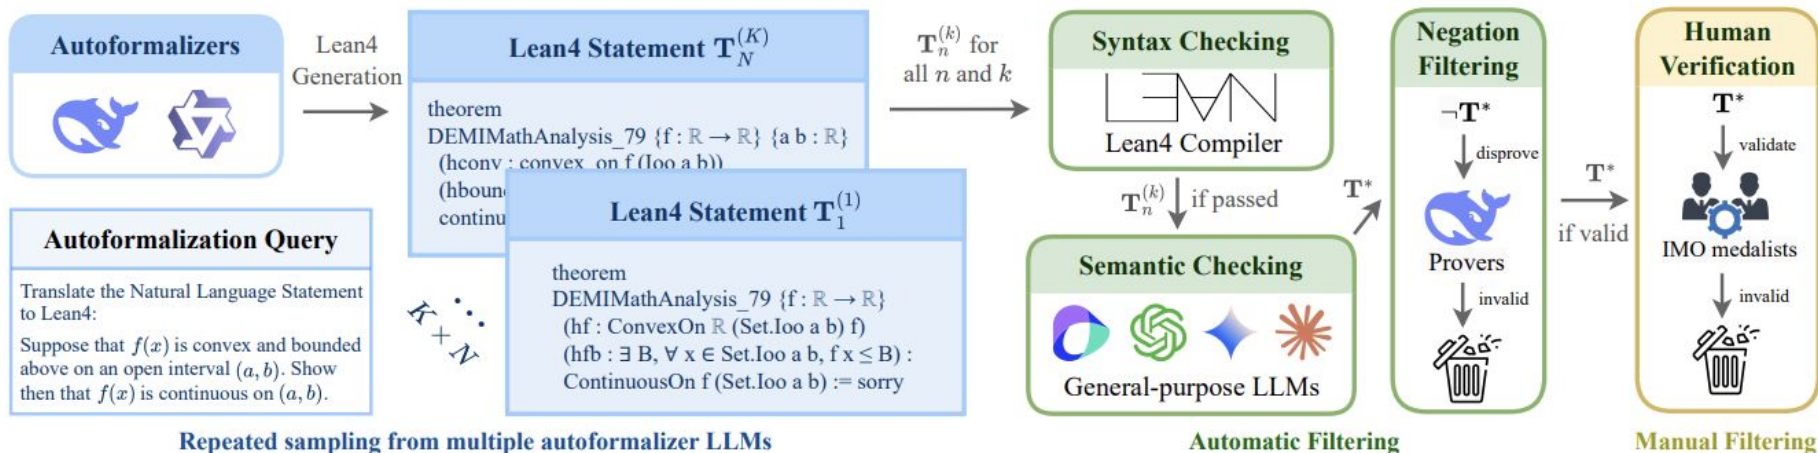 Autoformalizers
Lean4
Generation
Autoformalization Query
Translate the Natural Language Statement
to Lean4:
Suppose that f(x) is convex and bounded
above on an open interval (a, b). Show
then that f(x) is continuous on (a, b).
Lean4 Statement T_N^(K)
theorem
DEMIMathAnalysis_79 {f : ℝ → ℝ} {a b : ℝ}
(hconv : convex_on f (Ioo a b))
(hboun
continu
Lean4 Statement T_1^(1)
theorem
DEMIMathAnalysis_79 {f : ℝ → ℝ}
(hf : ConvexOn ℝ (Set.Ioo a b) f)
(hfb : ∃ B, ∀ x ∈ Set.Ioo a b, f x ≤ B) :
ContinuousOn f (Set.Ioo a b) := sorry
K × N
Repeated sampling from multiple autoformalizer LLMs
T_n^(k) for
all n and k
Syntax Checking
LEAN
Lean4 Compiler
T_n^(k)
if passed
Semantic Checking
General-purpose LLMs
T*
Negation
Filtering
¬T*
disprove
Provers
invalid
Automatic Filtering
T*
if valid
Human
Verification
T*
validate
IMO medalists
invalid
Manual Filtering